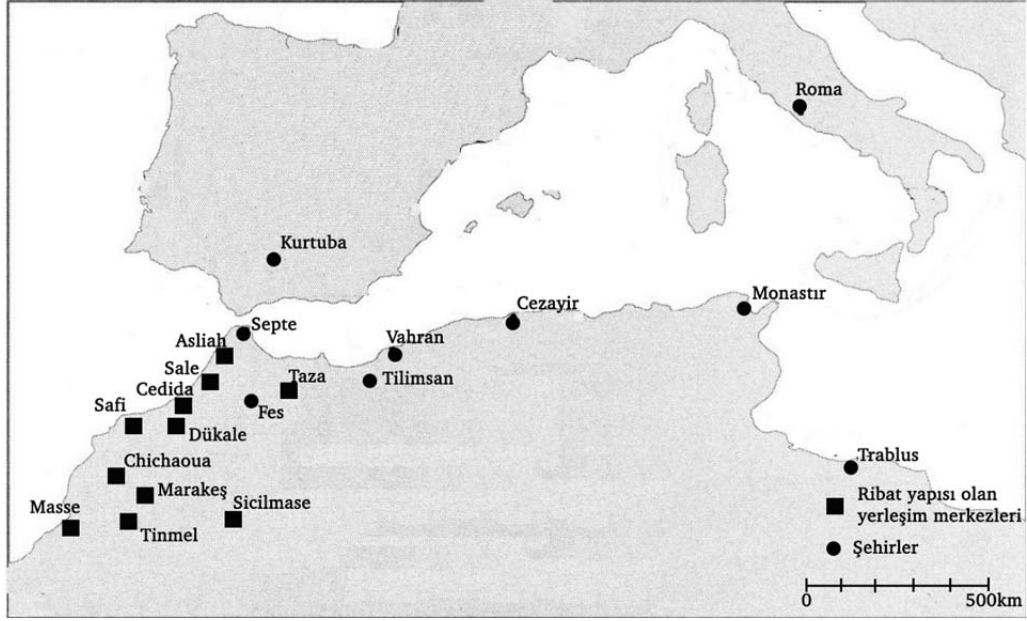 Roma
Kurtuba
Monastır
Cezayir
Septe
Vahran
Asliah
Sale
Taza
Tilimsan
Cedida
Safi
Fes
Dükale
Trablus
Chichaoua
Marakeş
Sicilmase
Masse
Tinmel
Ribat yapısı olan
yerleşim merkezleri
Şehirler
0 500km